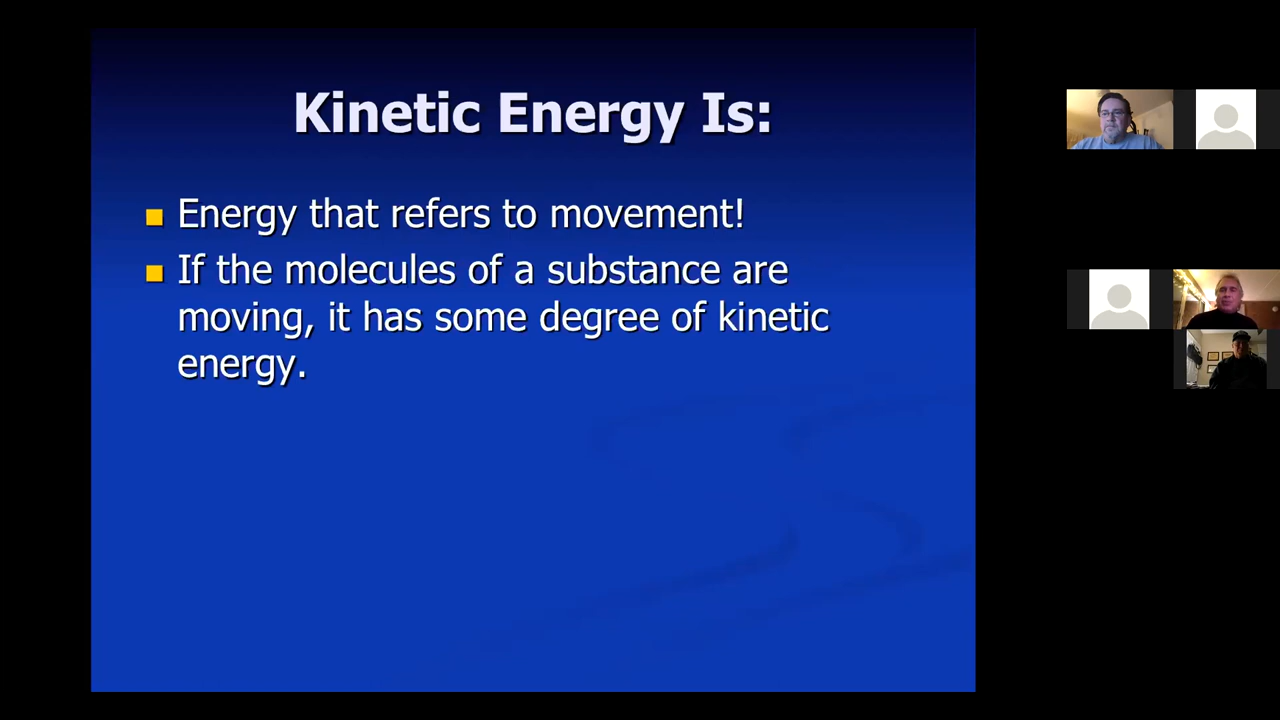 Kinetic Energy Is:
Energy that refers to movement!
If the molecules of a substance are
moving, it has some degree of kinetic
energy.